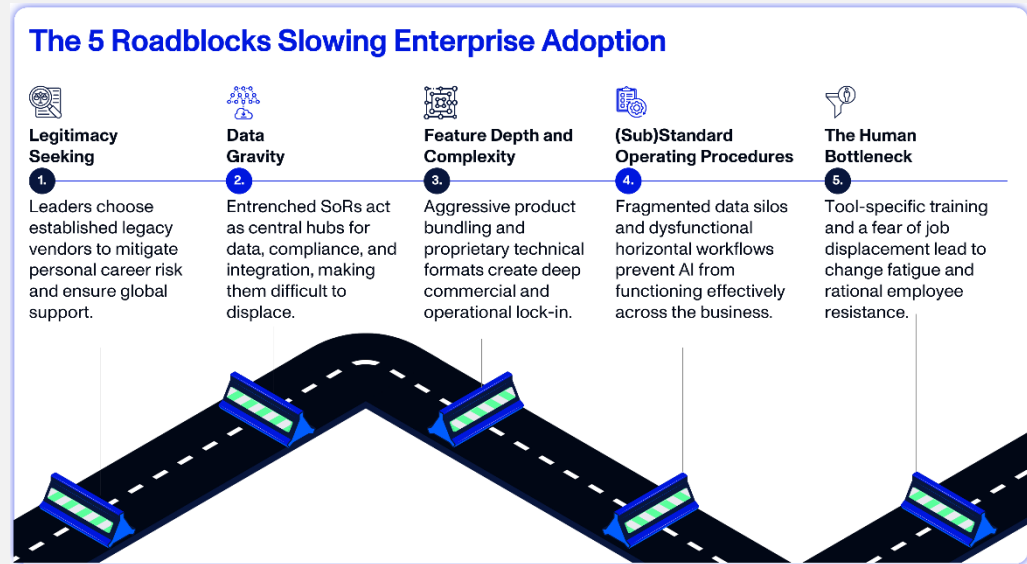 The 5 Roadblocks Slowing Enterprise Adoption
Legitimacy
Seeking
1.
Leaders choose
established legacy
vendors to mitigate
personal career risk
and ensure global
support.
Data
Gravity
2.
Entrenched SoRs act
as central hubs for
data, compliance, and
integration, making
them difficult to
displace.
Feature Depth and
Complexity
3.
Aggressive product
bundling and
proprietary technical
formats create deep
commercial and
operational lock-in.
(Sub)Standard
Operating Procedures
4.
Fragmented data silos
and dysfunctional
horizontal workflows
prevent AI from
functioning effectively
across the business.
The Human
Bottleneck
5.
Tool-specific training
and a fear of job
displacement lead to
change fatigue and
rational employee
resistance.